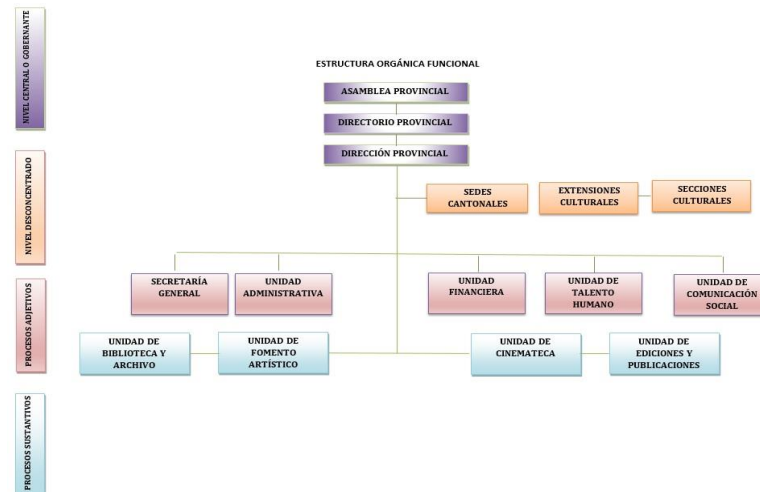 NIVEL CENTRAL O GOBERNANTE
ESTRUCTURA ORGÁNICA FUNCIONAL
ASAMBLEA PROVINCIAL
DIRECTORIO PROVINCIAL
DIRECCIÓN PROVINCIAL
NIVEL DESCONCENTRADO
SEDES
CANTONALES
EXTENSIONES
CULTURALES
SECCIONES
CULTURALES
PROCESOS ADJETIVOS
SECRETARÍA
GENERAL
UNIDAD
ADMINISTRATIVA
UNIDAD
FINANCIERA
UNIDAD DE
TALENTO
HUMANO
UNIDAD DE
COMUNICACIÓN
SOCIAL
UNIDAD DE
BIBLIOTECA Y
ARCHIVO
UNIDAD DE
FOMENTO
ARTÍSTICO
UNIDAD DE
CINEMATECA
UNIDAD DE
EDICIONES Y
PUBLICACIONES
PROCESOS SUSTANTIVOS